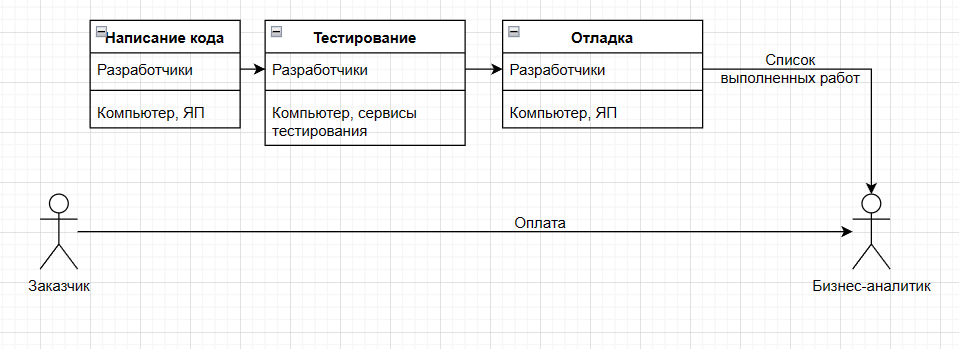 Написание кода
Тестирование
Отладка
Разработчики
Разработчики
Разработчики
Список
выполненных работ
Компьютер, ЯП
Компьютер, сервисы
тестирования
Компьютер, ЯП
Оплата
Заказчик
Бизнес-аналитик